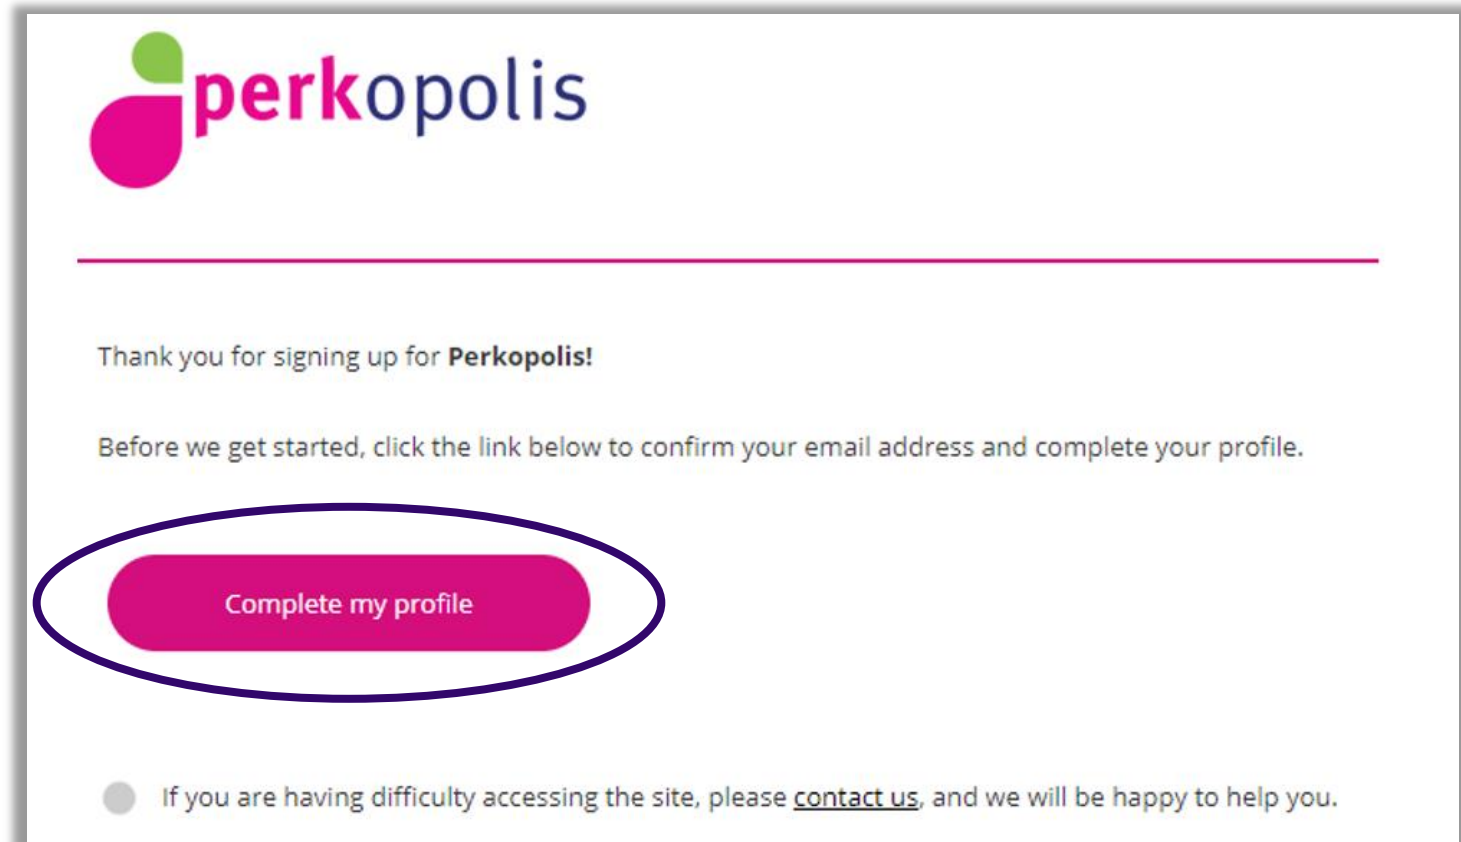 perkopolis
Thank you for signing up for Perkopolis!
Before we get started, click the link below to confirm your email address and complete your profile.
Complete my profile
If you are having difficulty accessing the site, please contact us, and we will be happy to help you.